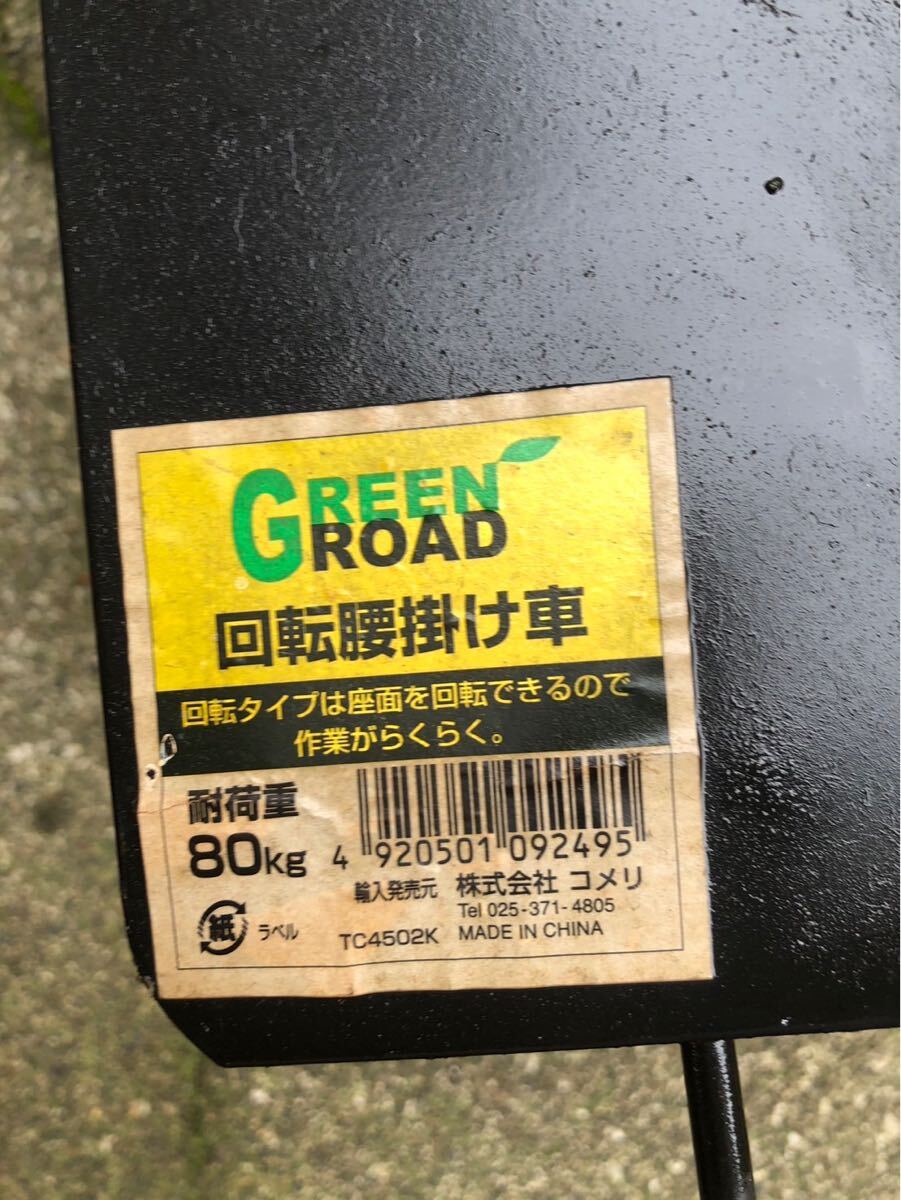 GREEN
ROAD
回転腰掛け車
回転タイプは座面を回転できるので
作業がらくらく。
耐荷重
80kg
4 920501 092495
輸入発売元 株式会社 コメリ
Tel 025-371-4805
紙 ラベル TC4502K MADE IN CHINA